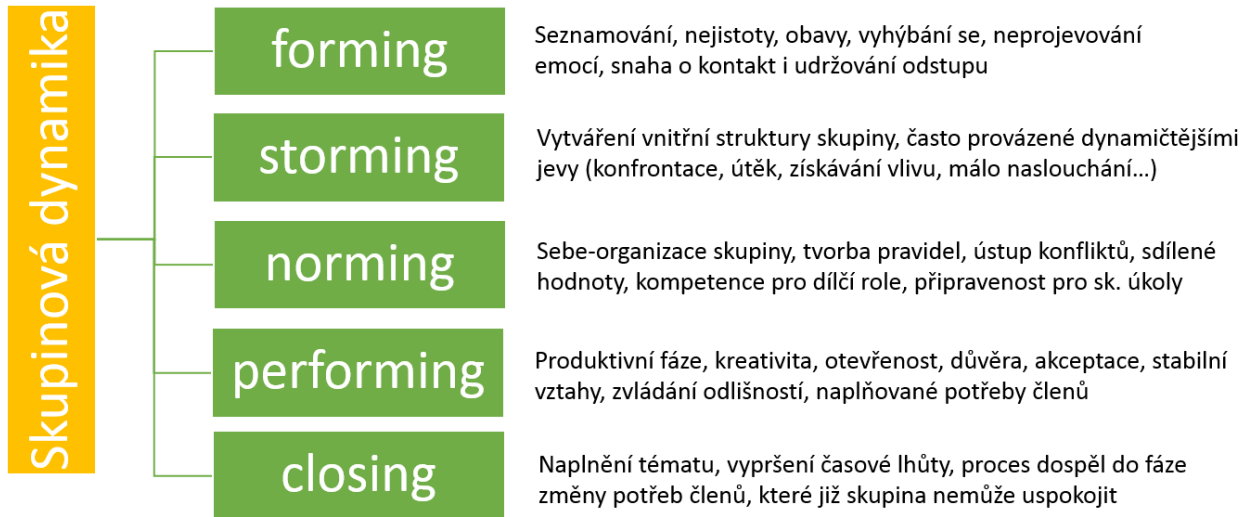 Skupinová dynamika
forming
Seznamování, nejistoty, obavy, vyhýbání se, neprojevování
emocí, snaha o kontakt i udržování odstupu
storming
Vytváření vnitřní struktury skupiny, často provázené dynamičtějšími
jevy (konfrontace, útěk, získávání vlivu, málo naslouchání...)
norming
Sebe-organizace skupiny, tvorba pravidel, ústup konfliktů, sdílené
hodnoty, kompetence pro dílčí role, připravenost pro sk. úkoly
performing
Produktivní fáze, kreativita, otevřenost, důvěra, akceptace, stabilní
vztahy, zvládání odlišností, naplňované potřeby členů
closing
Naplnění tématu, vypršení časové lhůty, proces dospěl do fáze
změny potřeb členů, které již skupina nemůže uspokojit